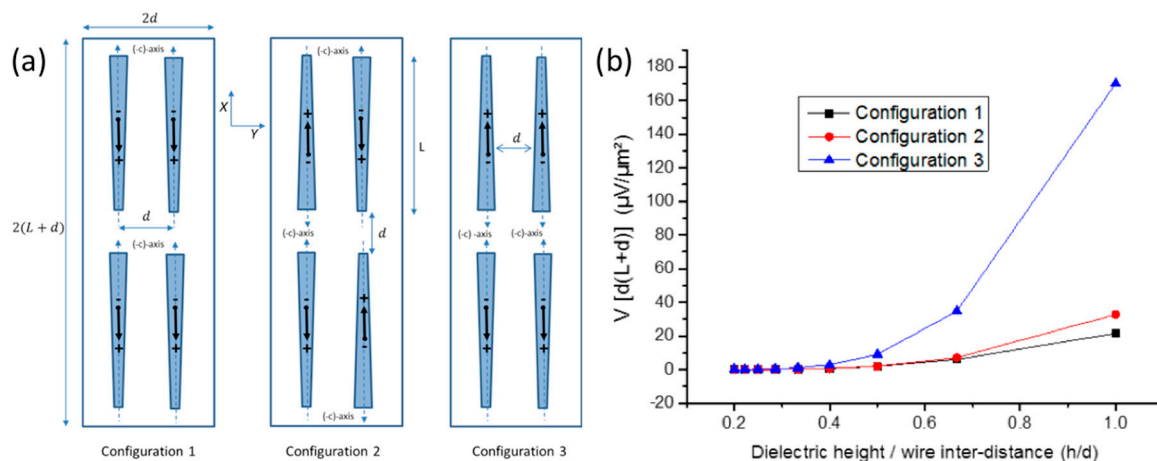 (a)
2d
(-c)-axis
(-c)-axis
(-c)-axis
- -
+ +
+ -
- +
+ +
- -
X
Y
L
d
d
d
2(L + d)
(-c)-axis
(-c)-axis
(-c)-axis
(-c)-axis
(-c)-axis
(-c)-axis
- -
+ +
- +
+ -
- -
+ +
(-c)-axis
Configuration 1
Configuration 2
Configuration 3
(b)
V [d(L+d)] (µV/µm²)
180
160
140
120
100
80
60
40
20
0
-20
Configuration 1
Configuration 2
Configuration 3
0.2 0.4 0.6 0.8 1.0
Dielectric height / wire inter-distance (h/d)